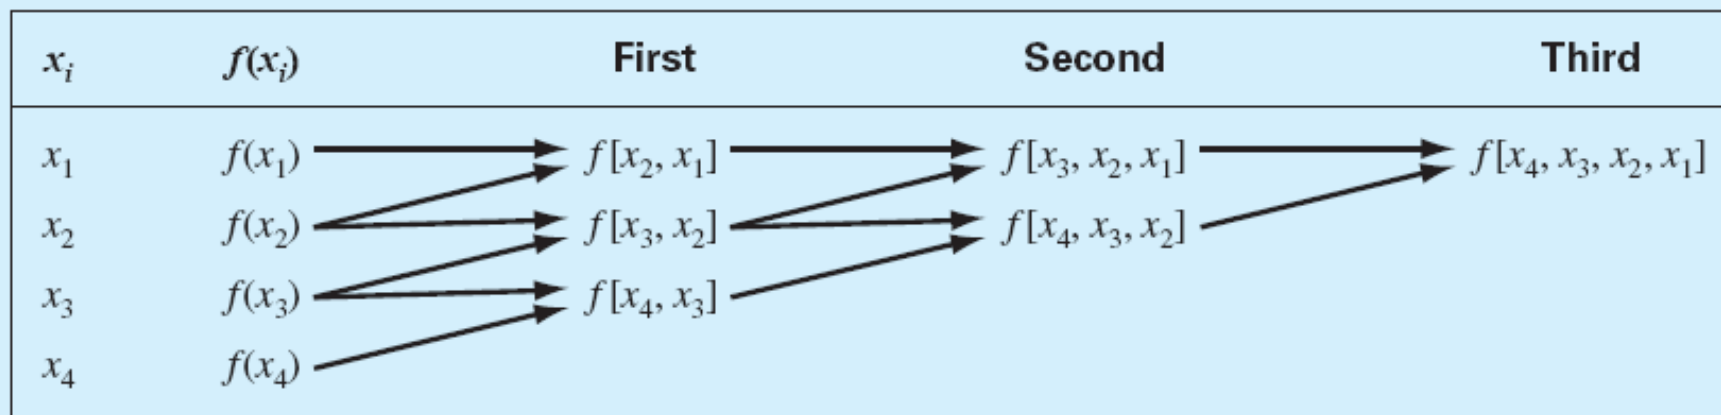 xᵢ f(xᵢ) First Second Third
x₁ f(x₁) f[x₂, x₁] f[x₃, x₂, x₁] f[x₄, x₃, x₂, x₁]
x₂ f(x₂) f[x₃, x₂] f[x₄, x₃, x₂]
x₃ f(x₃) f[x₄, x₃]
x₄ f(x₄)